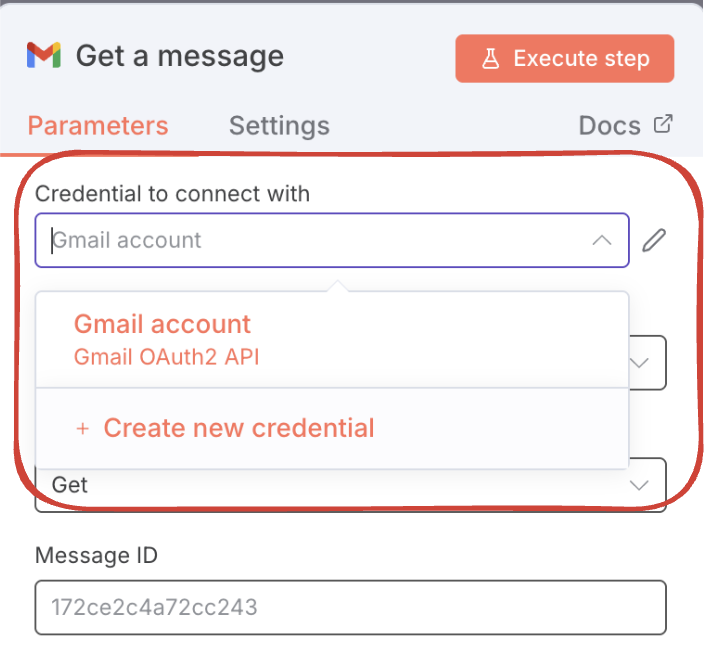 Get a message
Execute step
Parameters
Settings
Docs
Credential to connect with
Gmail account
Gmail account
Gmail OAuth2 API
+ Create new credential
Get
Message ID
172ce2c4a72cc243